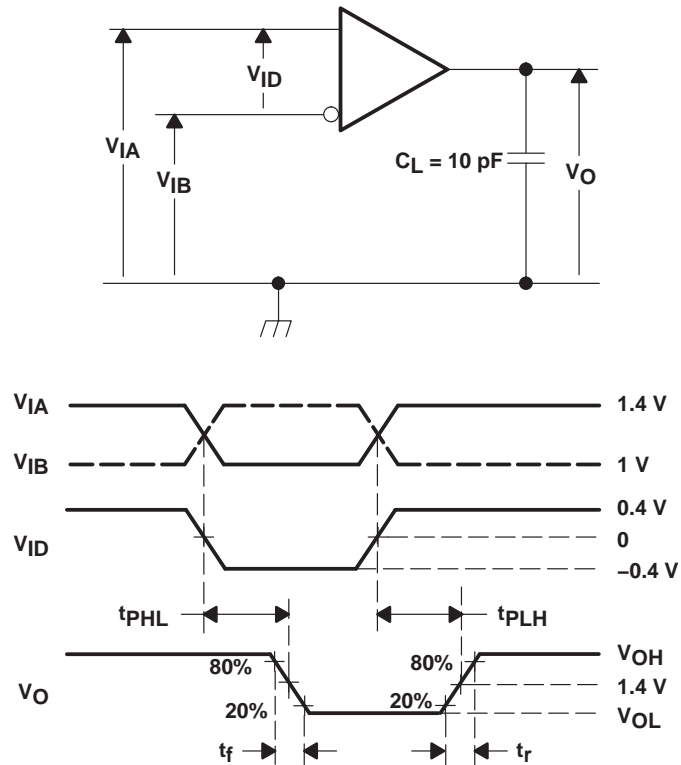 VID
VIA
VIB
CL = 10 pF
VO
VIA
1.4 V
VIB
1 V
0.4 V
VID
0
–0.4 V
tPHL
tPLH
80%
80%
VOH
VO
1.4 V
20%
20%
VOL
tf
tr